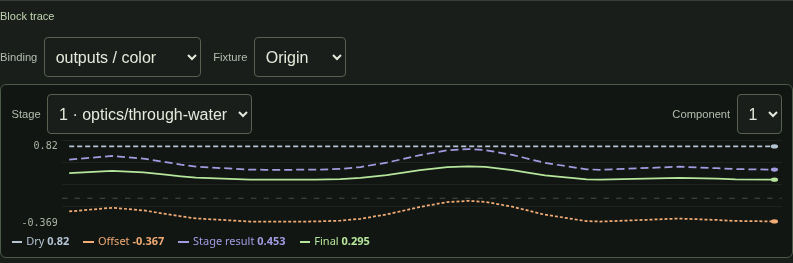 Block trace
Binding outputs / color Fixture Origin
Stage 1 · optics/through-water Component 1
0.82
-0.369
Dry 0.82 Offset -0.367 Stage result 0.453 Final 0.295